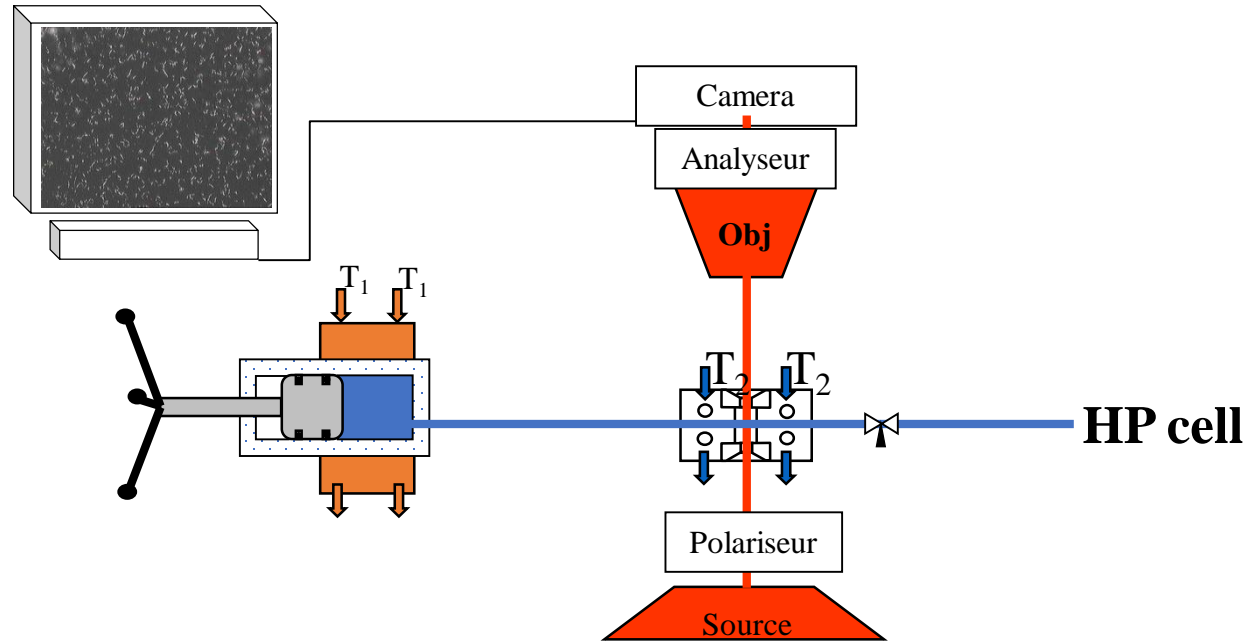 Camera
Analyseur
Obj
T₁ T₁
T₂ T₂
HP cell
Polariseur
Source